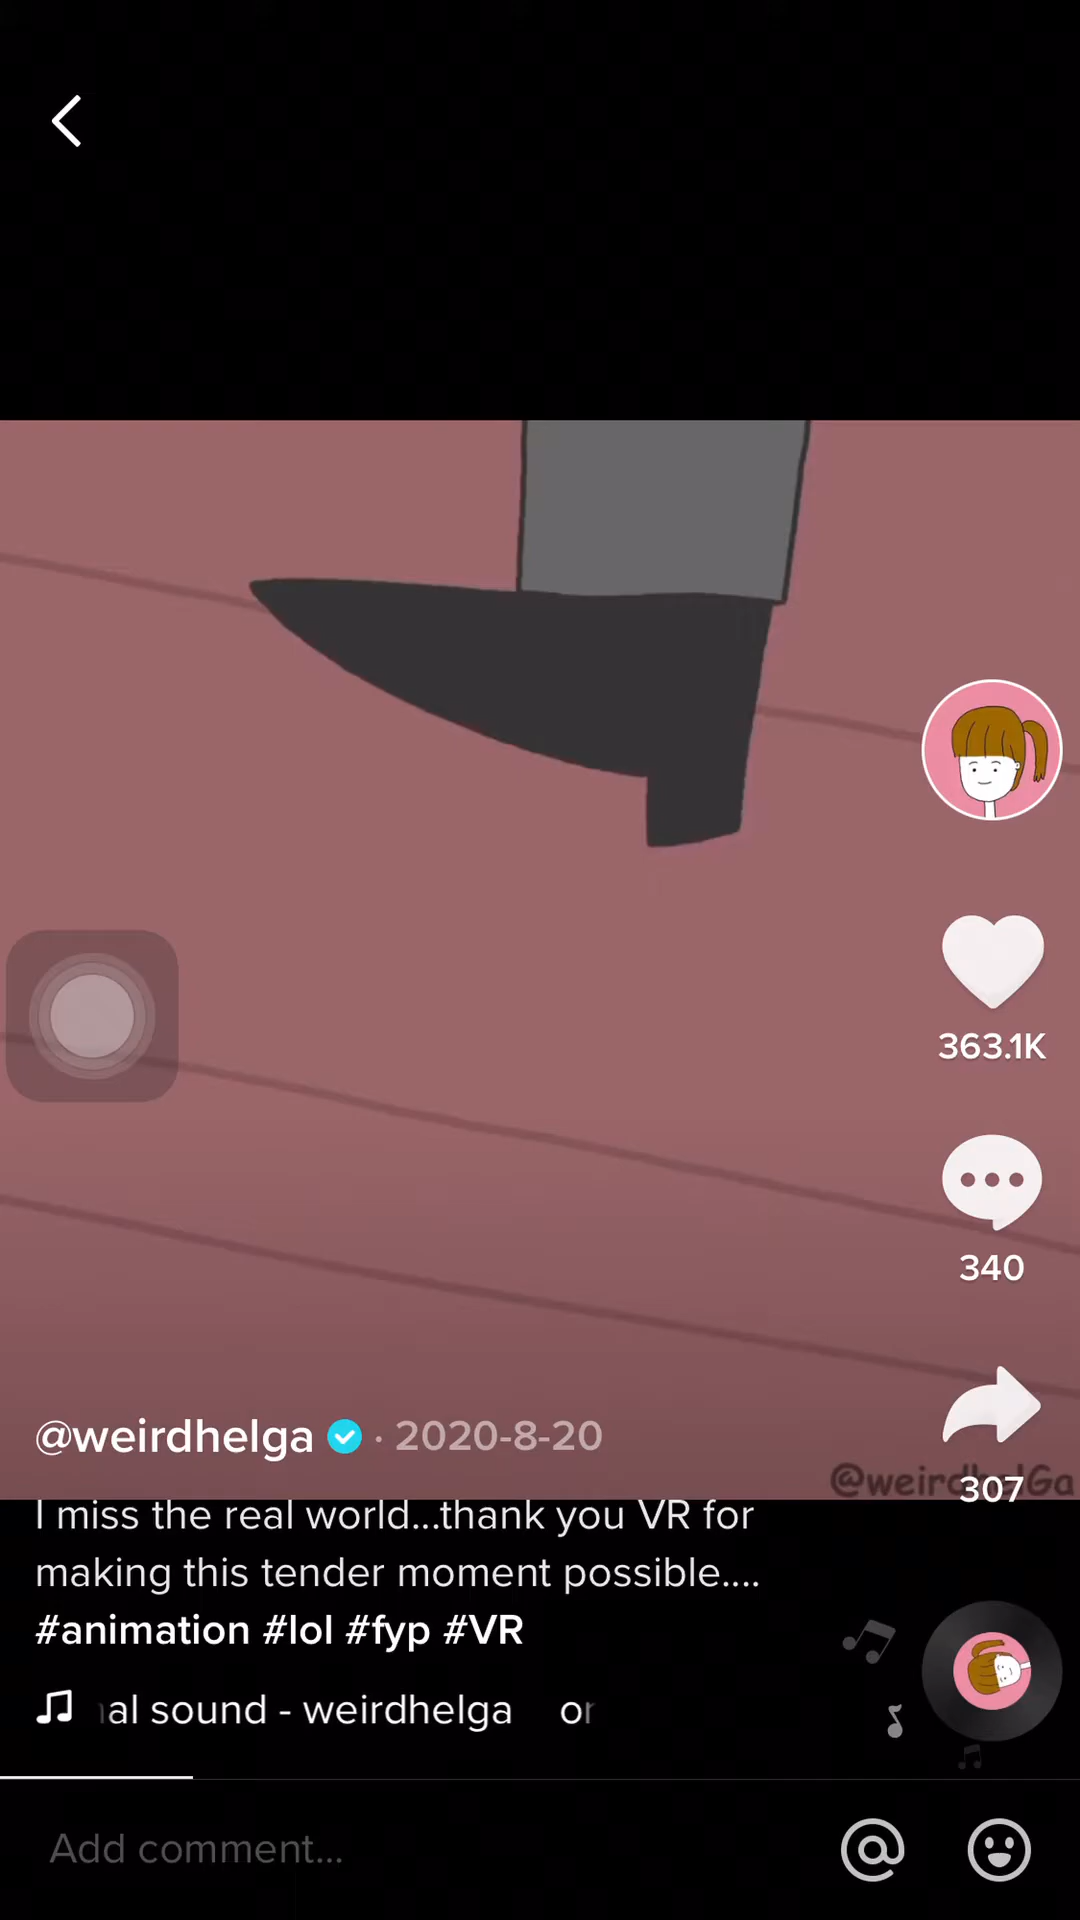 363.1K
340
307
@weirdhelga · 2020-8-20
I miss the real world...thank you VR for
making this tender moment possible....
#animation #lol #fyp #VR
al sound - weirdhelga or
Add comment...